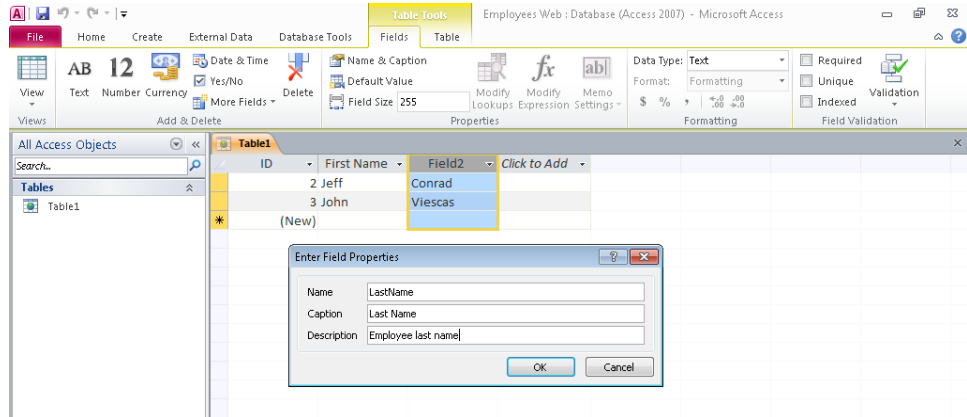 Table Tools Employees Web : Database (Access 2007) - Microsoft Access
File Home Create External Data Database Tools Fields Table
View
Views
AB Text
12 Number
Currency
Date & Time
Yes/No
More Fields
Delete
Add & Delete
Name & Caption
Default Value
Field Size 255
Modify Lookups
fx Modify Expression
ab Memo Settings
Properties
Data Type: Text
Format: Formatting
$ % , .00 .00
Formatting
Required
Unique
Indexed
Validation
Field Validation
All Access Objects
Search...
Tables
Table1
Table1
ID First Name Field2 Click to Add
2 Jeff Conrad
3 John Viescas
* (New)
Enter Field Properties
Name LastName
Caption Last Name
Description Employee last name
OK Cancel